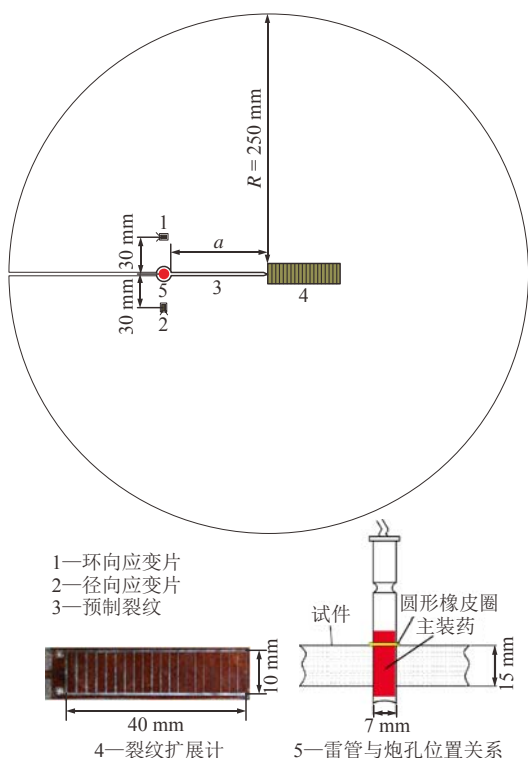 R = 250 mm
1
30 mm
a
5
3
4
30 mm
2
1—环向应变片
2—径向应变片
3—预制裂纹
10 mm
40 mm
4—裂纹扩展计
试件
圆形橡皮圈
主装药
15 mm
7 mm
5—雷管与炮孔位置关系